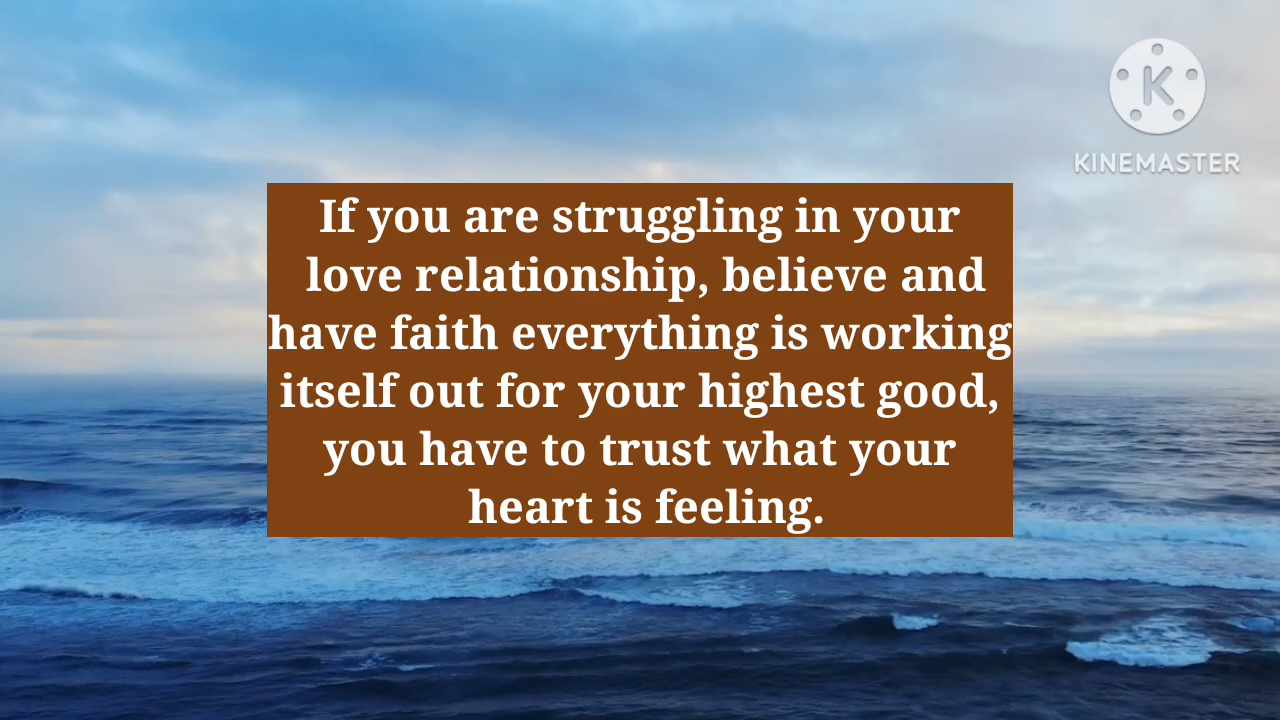 K
KINEMASTER
If you are struggling in your
love relationship, believe and
have faith everything is working
itself out for your highest good,
you have to trust what your
heart is feeling.